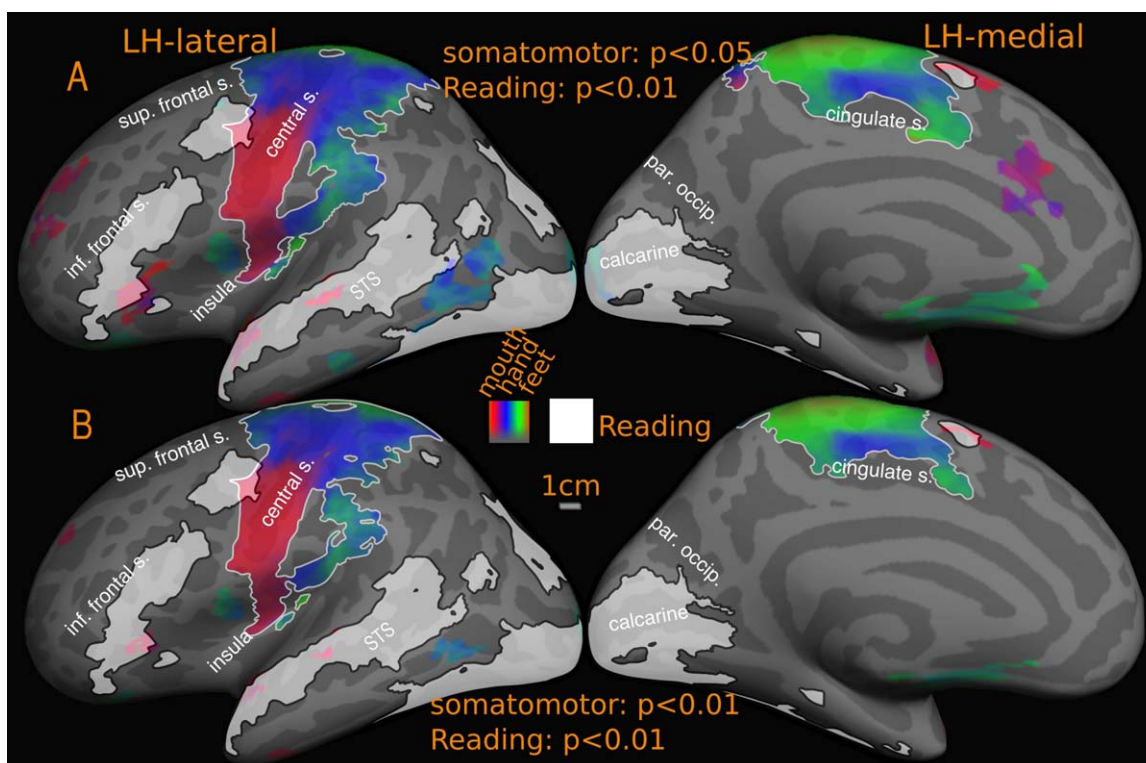 LH-lateral
LH-medial
somatomotor: p<0.05
Reading: p<0.01
A
sup. frontal s.
central s.
inf. frontal s.
insula
STS
cingulate s.
par. occip.
calcarine
mouth
hand
feet
Reading
1cm
B
sup. frontal s.
central s.
inf. frontal s.
insula
STS
cingulate s.
par. occip.
calcarine
somatomotor: p<0.01
Reading: p<0.01